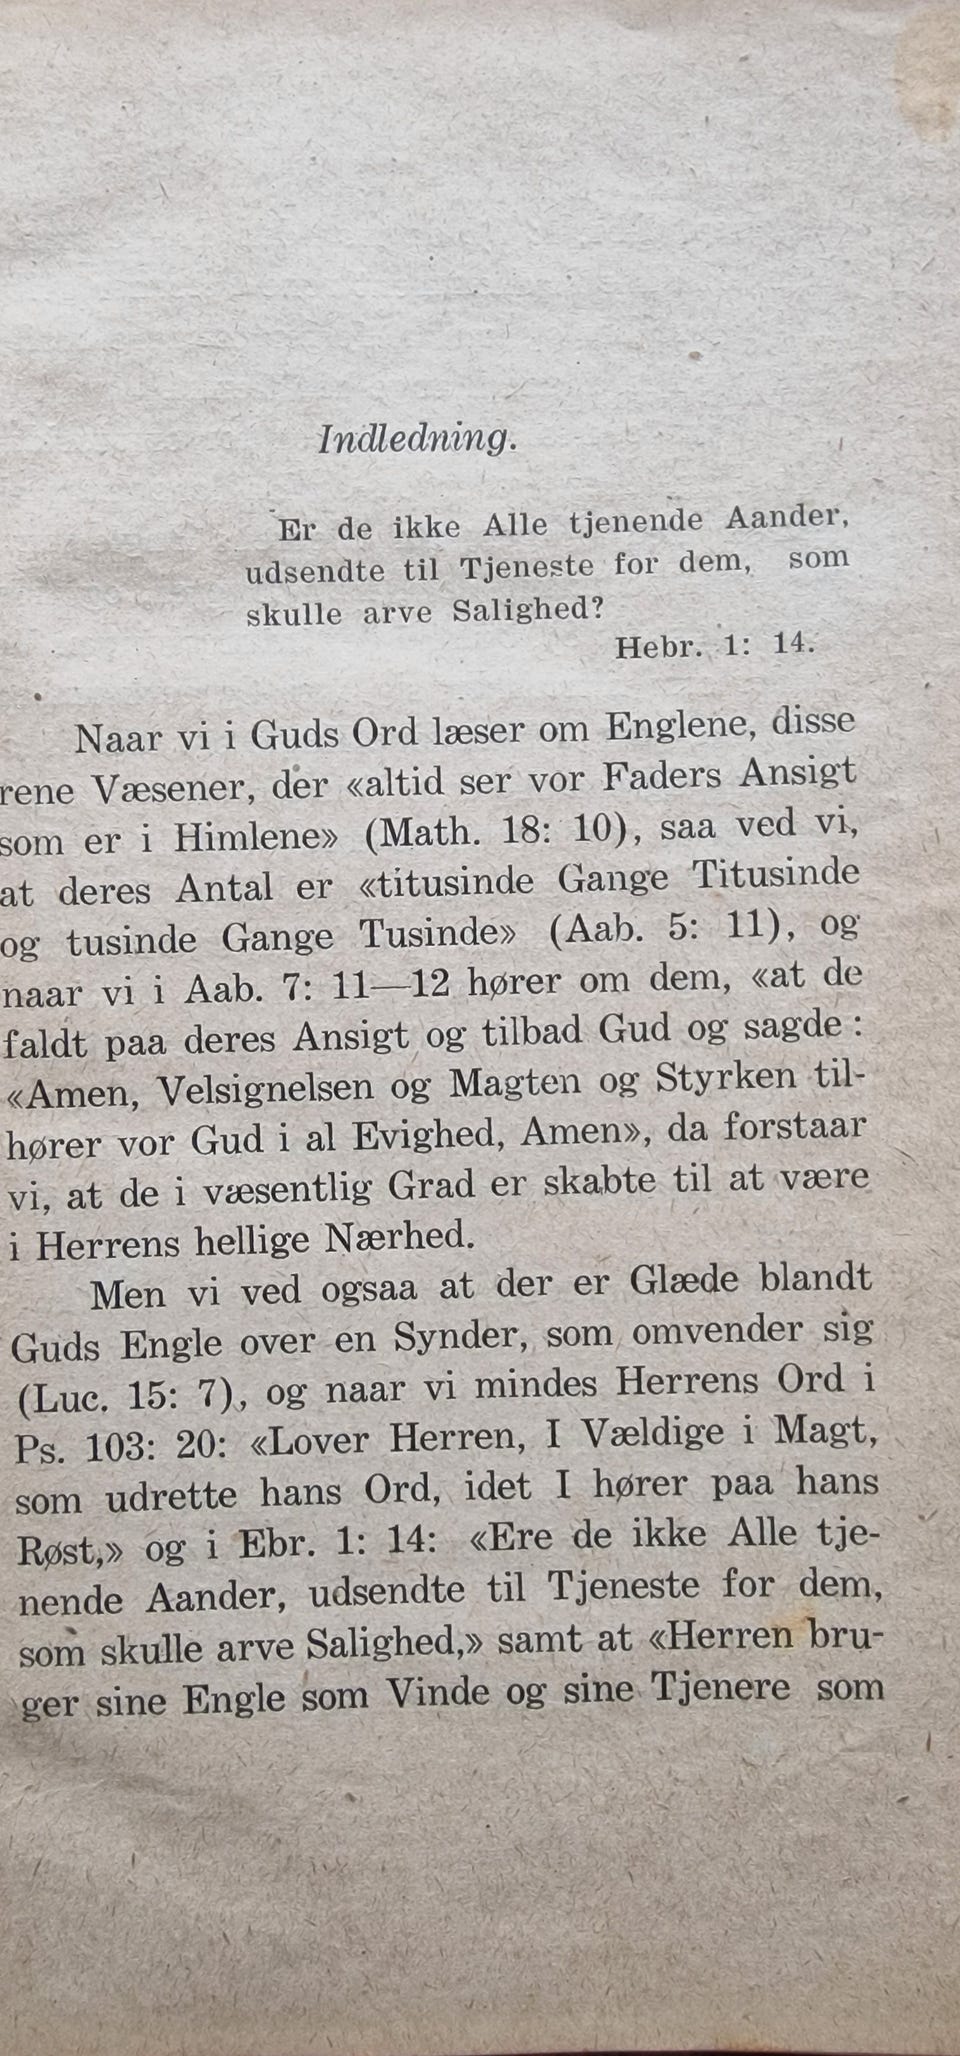 Indledning.
Er de ikke Alle tjenende Aander,
udsendte til Tjeneste for dem, som
skulle arve Salighed?
Hebr. 1: 14.
Naar vi i Guds Ord læser om Englene, disse
rene Væsener, der «altid ser vor Faders Ansigt
som er i Himlene» (Math. 18: 10), saa ved vi,
at deres Antal er «titusinde Gange Titusinde
og tusinde Gange Tusinde» (Aab. 5: 11), og
naar vi i Aab. 7: 11—12 hører om dem, «at de
faldt paa deres Ansigt og tilbad Gud og sagde:
«Amen, Velsignelsen og Magten og Styrken til-
hører vor Gud i al Evighed, Amen», da forstaar
vi, at de i væsentlig Grad er skabte til at være
i Herrens hellige Nærhed.
Men vi ved ogsaa at der er Glæde blandt
Guds Engle over en Synder, som omvender sig
(Luc. 15: 7), og naar vi mindes Herrens Ord i
Ps. 103: 20: «Lover Herren, I Vældige i Magt,
som udrette hans Ord, idet I hører paa hans
Røst,» og i Ebr. 1: 14: «Ere de ikke Alle tje-
nende Aander, udsendte til Tjeneste for dem,
som skulle arve Salighed,» samt at «Herren bru-
ger sine Engle som Vinde og sine Tjenere som